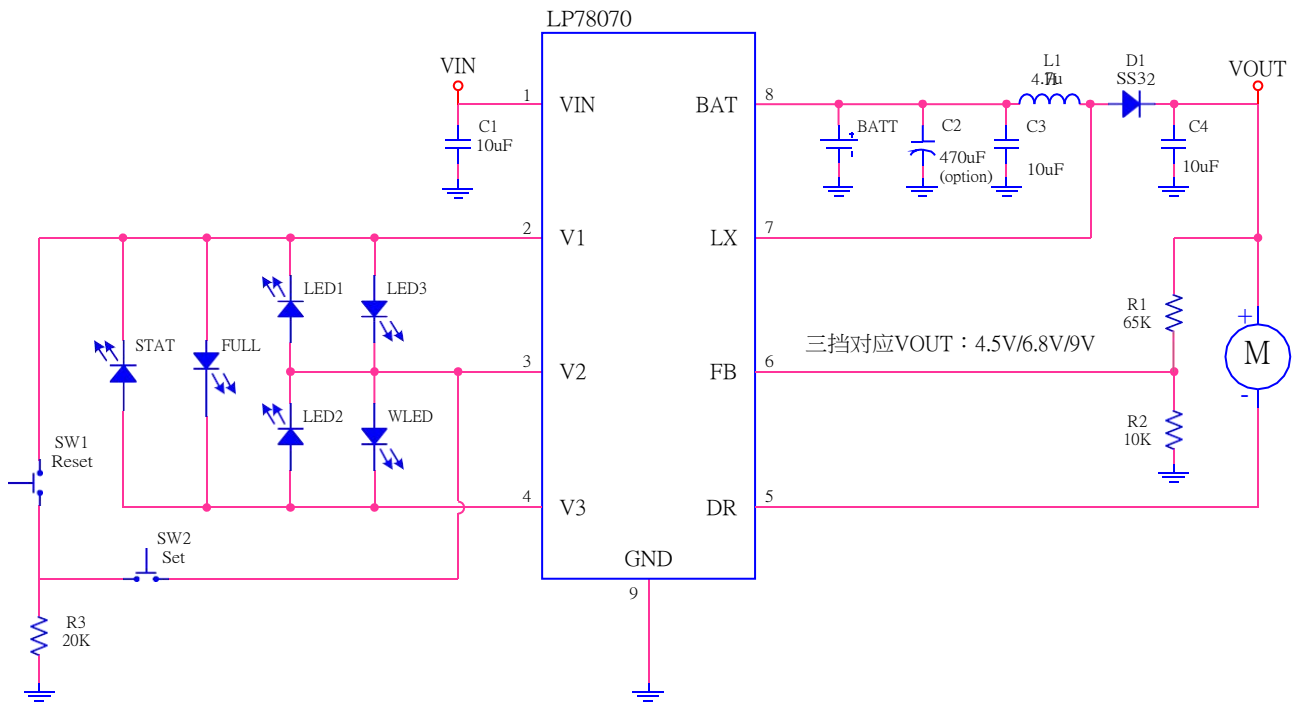 LP78070
VIN
1
VIN
C1
10uF
BAT
8
BATT
C2
470uF
(option)
C3
10uF
L1
D1
SS32
VOUT
C4
10uF
2
V1
LX
7
LED1
LED3
STAT
FULL
R1
65K
+
M
-
三挡对应VOUT：4.5V/6.8V/9V
3
V2
FB
6
LED2
WLED
R2
10K
SW1
Reset
4
V3
DR
5
SW2
Set
GND
9
R3
20K